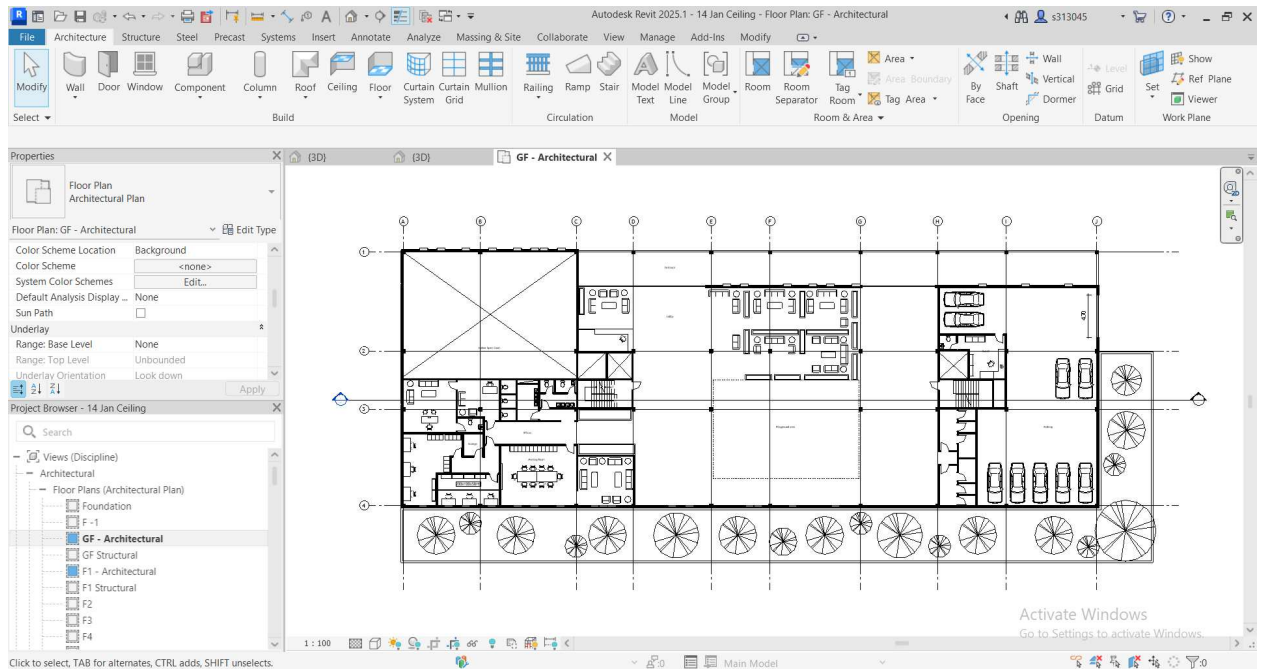 Autodesk Revit 2025.1 - 14 Jan Ceiling - Floor Plan: GF - Architectural
s313045
File Architecture Structure Steel Precast Systems Insert Annotate Analyze Massing & Site Collaborate View Manage Add-Ins Modify
Modify Wall Door Window Component Column Roof Ceiling Floor Curtain System Curtain Grid Mullion Railing Ramp Stair Model Text Model Line Model Group Room Room Separator Tag Room
Area
Area Boundary
Tag Area
By Face Shaft
Wall
Vertical
Dormer
Level
Grid
Set
Show
Ref Plane
Viewer
Select Build Circulation Model Room & Area Opening Datum Work Plane
Properties
{3D} {3D} GF - Architectural
Floor Plan
Architectural Plan
Floor Plan: GF - Architectural Edit Type
Color Scheme Location Background
Color Scheme <none>
System Color Schemes Edit...
Default Analysis Display ... None
Sun Path
Underlay
Range: Base Level None
Range: Top Level Unbounded
Underlay Orientation Look down
Apply
Project Browser - 14 Jan Ceiling
Search
Views (Discipline)
Architectural
Floor Plans (Architectural Plan)
Foundation
F -1
GF - Architectural
GF Structural
F1 - Architectural
F1 Structural
F2
F3
F4
A B C D E F G H I J
1
2
3
4
Activate Windows
Go to Settings to activate Windows.
1 : 100
Click to select, TAB for alternates, CTRL adds, SHIFT unselects.
:0
Main Model
:0